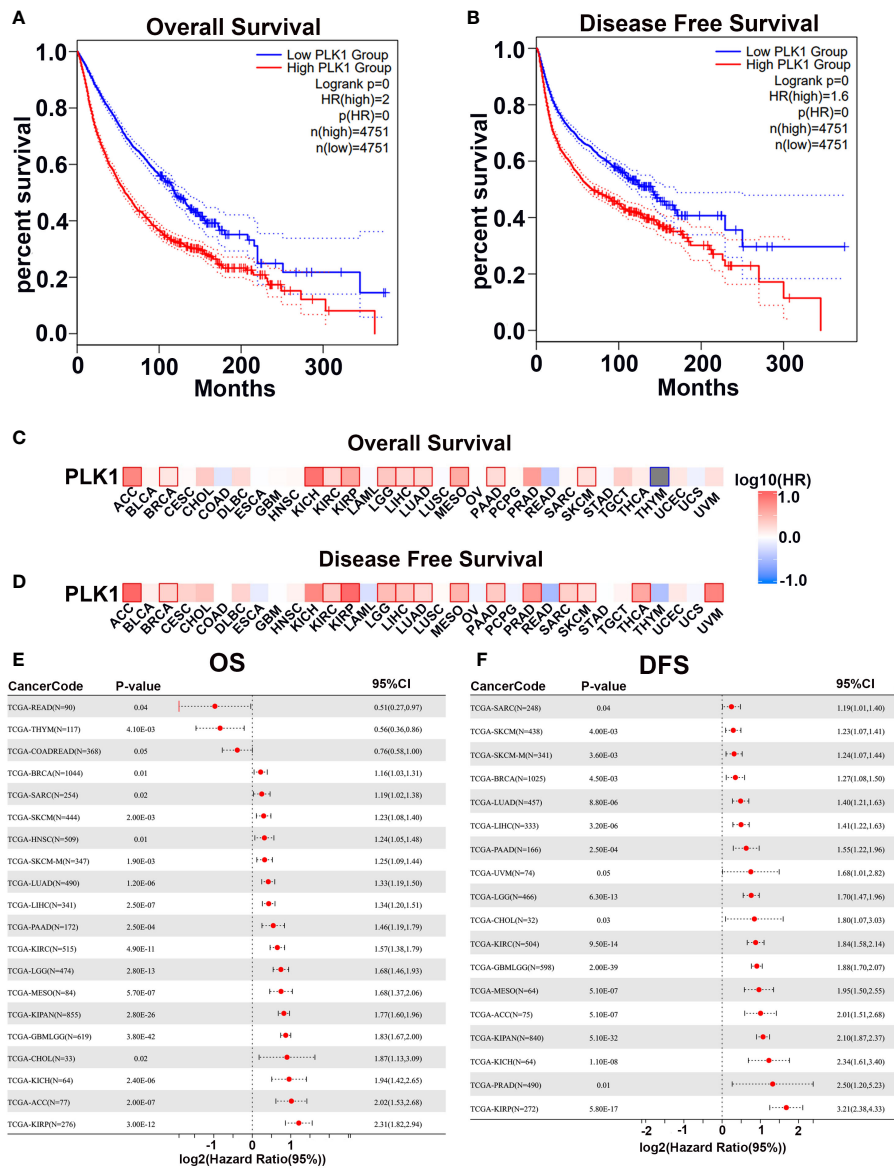 A
Overall Survival
Low PLK1 Group
High PLK1 Group
Logrank p=0
HR(high)=2
p(HR)=0
n(high)=4751
n(low)=4751
percent survival
1.0
0.8
0.6
0.4
0.2
0.0
0 100 200 300
Months
B
Disease Free Survival
Low PLK1 Group
High PLK1 Group
Logrank p=0
HR(high)=1.6
p(HR)=0
n(high)=4751
n(low)=4751
percent survival
1.0
0.8
0.6
0.4
0.2
0.0
0 100 200 300
Months
C
Overall Survival
PLK1
ACC BLCA BRCA CESC CHOL COAD DLBC ESCA GBM HNSC KICH KIRC KIRP LAML LGG LIHC LUAD LUSC MESO OV PAAD PCPG PRAD READ SARC SKCM STAD TGCT THCA THYM UCEC UCS UVM
log10(HR)
1.0
0.0
-1.0
D
Disease Free Survival
PLK1
ACC BLCA BRCA CESC CHOL COAD DLBC ESCA GBM HNSC KICH KIRC KIRP LAML LGG LIHC LUAD LUSC MESO OV PAAD PCPG PRAD READ SARC SKCM STAD TGCT THCA THYM UCEC UCS UVM
E
OS
CancerCode P-value 95%CI
TCGA-READ(N=90) 0.04 0.51(0.27,0.97)
TCGA-THYM(N=117) 4.10E-03 0.56(0.36,0.86)
TCGA-COADREAD(N=368) 0.05 0.76(0.58,1.00)
TCGA-BRCA(N=1044) 0.01 1.16(1.03,1.31)
TCGA-SARC(N=254) 0.02 1.19(1.02,1.38)
TCGA-SKCM(N=444) 2.00E-03 1.23(1.08,1.40)
TCGA-HNSC(N=509) 0.01 1.24(1.05,1.48)
TCGA-SKCM-M(N=347) 1.90E-03 1.25(1.09,1.44)
TCGA-LUAD(N=490) 1.20E-06 1.33(1.19,1.50)
TCGA-LIHC(N=341) 2.50E-07 1.34(1.20,1.51)
TCGA-PAAD(N=172) 2.50E-04 1.46(1.19,1.79)
TCGA-KIRC(N=515) 4.90E-11 1.57(1.38,1.79)
TCGA-LGG(N=474) 2.80E-13 1.68(1.46,1.93)
TCGA-MESO(N=84) 5.70E-07 1.68(1.37,2.06)
TCGA-KIPAN(N=855) 2.80E-26 1.77(1.60,1.96)
TCGA-GBMLGG(N=619) 3.80E-42 1.83(1.67,2.00)
TCGA-CHOL(N=33) 0.02 1.87(1.13,3.09)
TCGA-KICH(N=64) 2.40E-06 1.94(1.42,2.65)
TCGA-ACC(N=77) 2.00E-07 2.02(1.53,2.68)
TCGA-KIRP(N=276) 3.00E-12 2.31(1.82,2.94)
-1 0 1
log2(Hazard Ratio(95%))
F
DFS
CancerCode P-value 95%CI
TCGA-SARC(N=248) 0.04 1.19(1.01,1.40)
TCGA-SKCM(N=438) 4.00E-03 1.23(1.07,1.41)
TCGA-SKCM-M(N=341) 3.60E-03 1.24(1.07,1.44)
TCGA-BRCA(N=1025) 4.50E-03 1.27(1.08,1.50)
TCGA-LUAD(N=457) 8.80E-06 1.40(1.21,1.63)
TCGA-LIHC(N=333) 3.20E-06 1.41(1.22,1.63)
TCGA-PAAD(N=166) 2.50E-04 1.55(1.22,1.96)
TCGA-UVM(N=74) 0.05 1.68(1.01,2.82)
TCGA-LGG(N=466) 6.30E-13 1.70(1.47,1.96)
TCGA-CHOL(N=32) 0.03 1.80(1.07,3.03)
TCGA-KIRC(N=504) 9.50E-14 1.84(1.58,2.14)
TCGA-GBMLGG(N=598) 2.00E-39 1.88(1.70,2.07)
TCGA-MESO(N=64) 5.10E-07 1.95(1.50,2.55)
TCGA-ACC(N=75) 5.10E-07 2.01(1.51,2.68)
TCGA-KIPAN(N=840) 5.10E-32 2.10(1.87,2.37)
TCGA-KICH(N=64) 1.10E-08 2.34(1.61,3.40)
TCGA-PRAD(N=490) 0.01 2.50(1.20,5.23)
TCGA-KIRP(N=272) 5.80E-17 3.21(2.38,4.33)
-2 -1 0 1 2
log2(Hazard Ratio(95%))